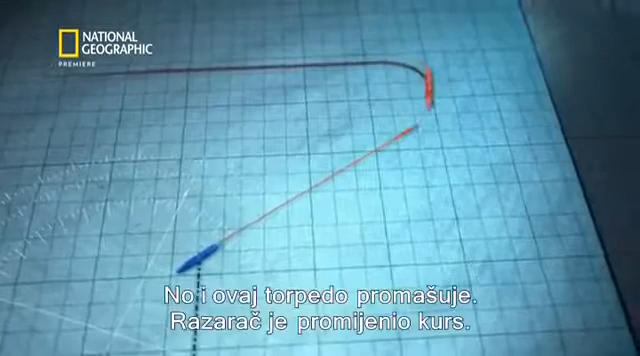 NATIONAL
GEOGRAPHIC
PREMIERE
No i ovaj torpedo promašuje.
Razarač je promijenio kurs.